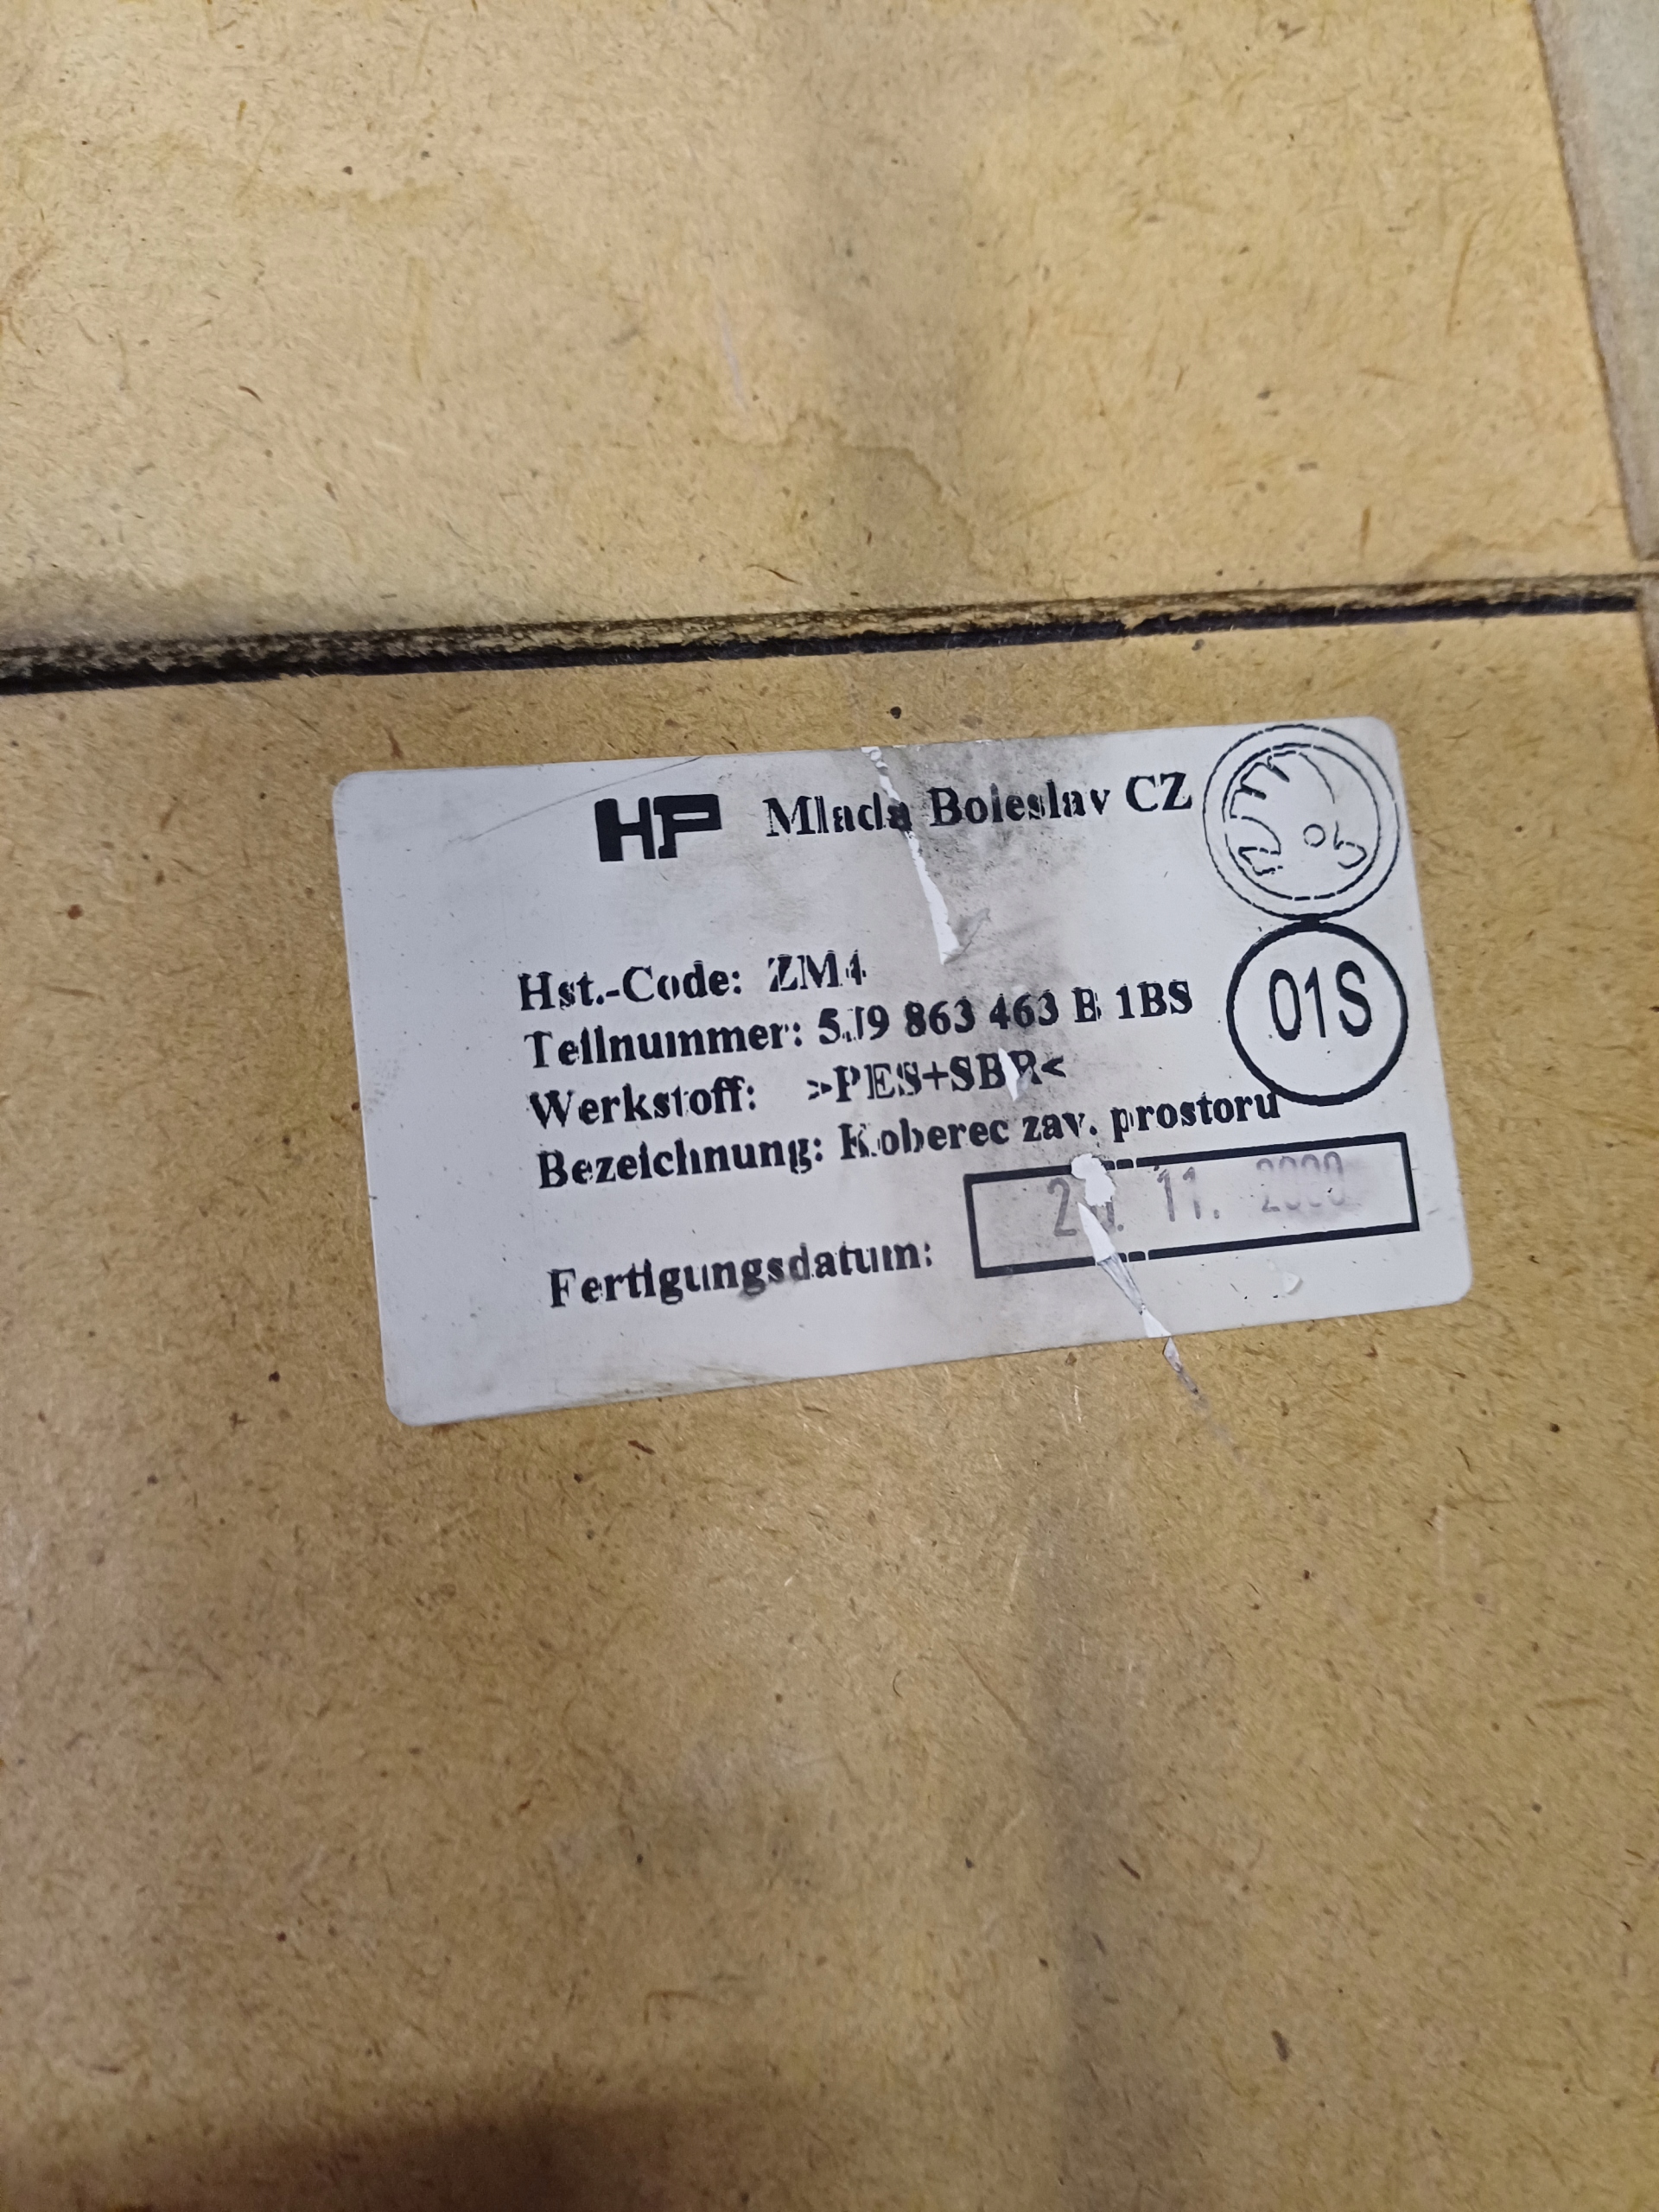 HP Mlada Boleslav CZ
Hst.-Code: ZM4
Teilnummer: 5J9 863 463 B 1BS
01S
Werkstoff: >PES+SBR<
Bezeichnung: Koberec zav. prostoru
Fertigungsdatum: 11.